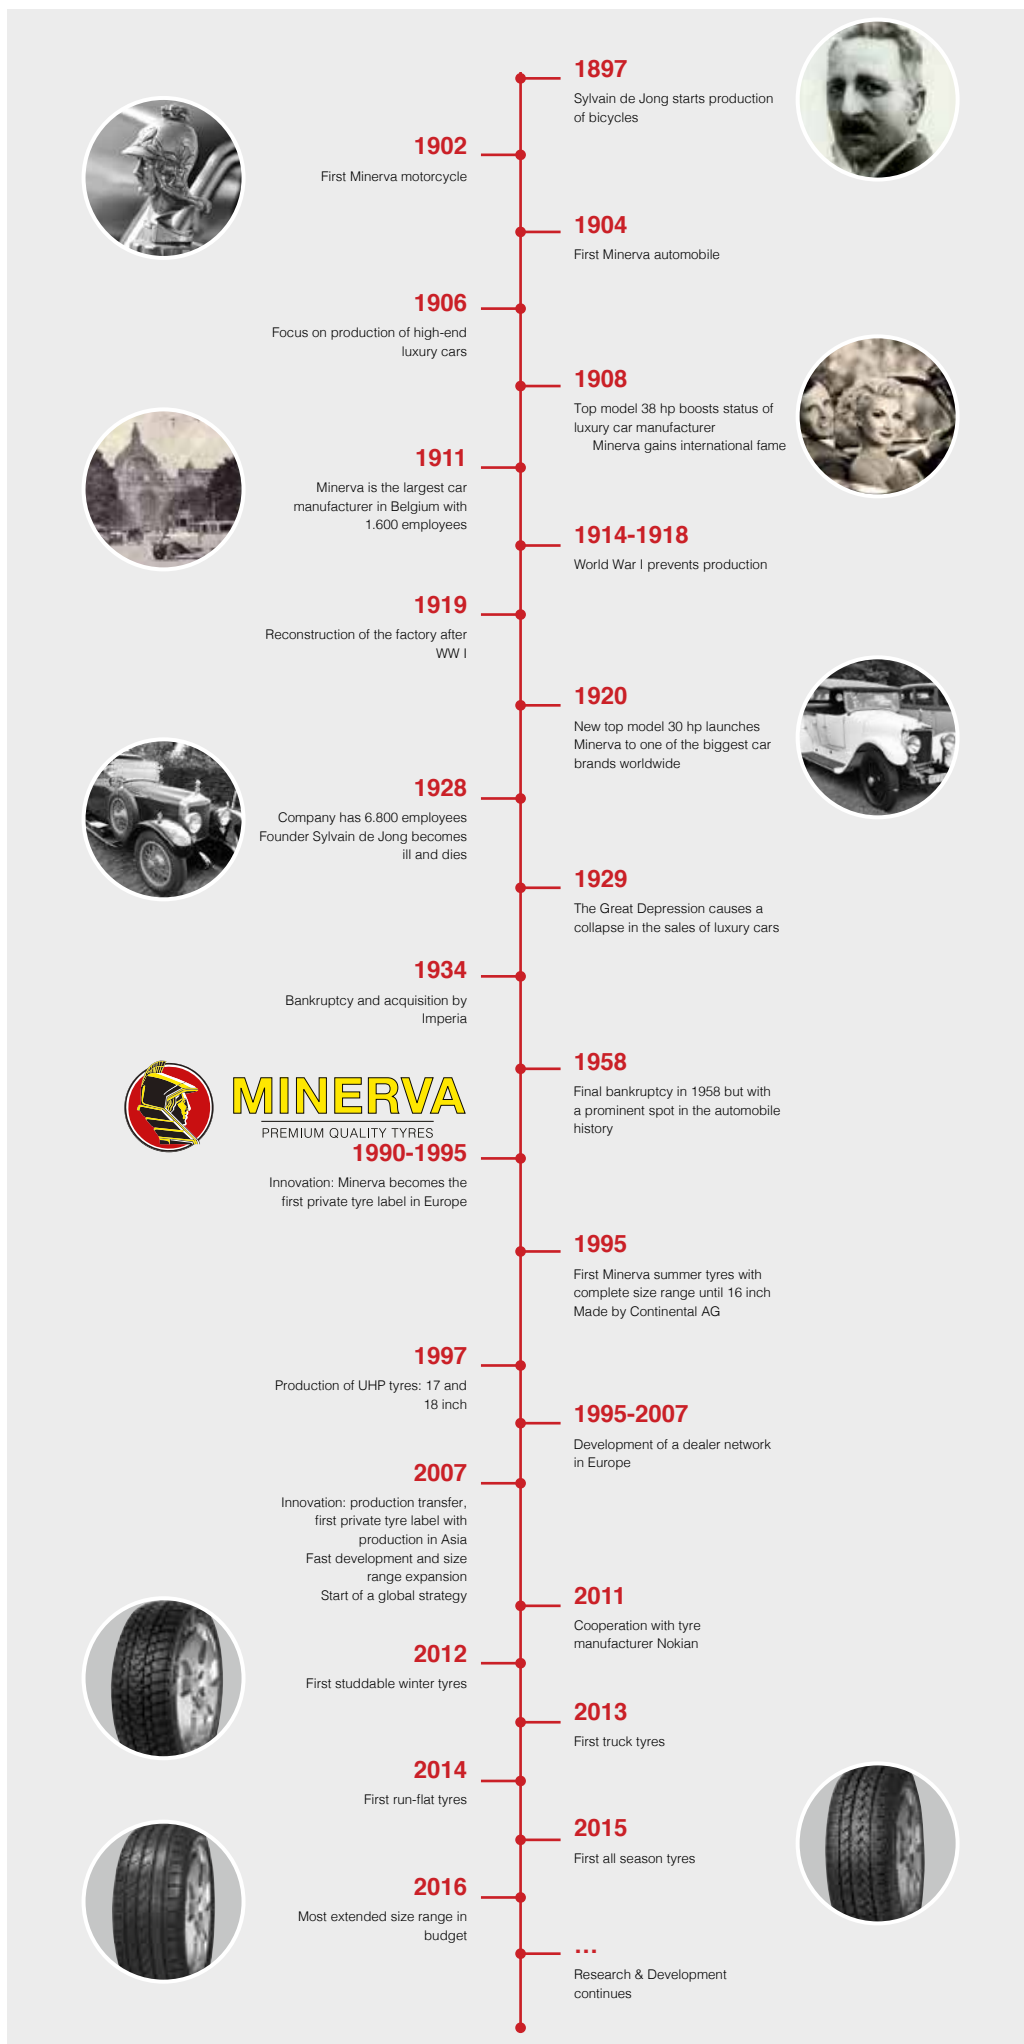 1897
Sylvain de Jong starts production
of bicycles
1902
First Minerva motorcycle
1904
First Minerva automobile
1906
Focus on production of high-end
luxury cars
1908
Top model 38 hp boosts status of
luxury car manufacturer
Minerva gains international fame
1911
Minerva is the largest car
manufacturer in Belgium with
1.600 employees
1914-1918
World War I prevents production
1919
Reconstruction of the factory after
WW I
1920
New top model 30 hp launches
Minerva to one of the biggest car
brands worldwide
1928
Company has 6.800 employees
Founder Sylvain de Jong becomes
ill and dies
1929
The Great Depression causes a
collapse in the sales of luxury cars
1934
Bankruptcy and acquisition by
Imperia
1958
Final bankruptcy in 1958 but with
a prominent spot in the automobile
history
MINERVA
PREMIUM QUALITY TYRES
1990-1995
Innovation: Minerva becomes the
first private tyre label in Europe
1995
First Minerva summer tyres with
complete size range until 16 inch
Made by Continental AG
1997
Production of UHP tyres: 17 and
18 inch
1995-2007
Development of a dealer network
in Europe
2007
Innovation: production transfer,
first private tyre label with
production in Asia
Fast development and size
range expansion
Start of a global strategy
2011
Cooperation with tyre
manufacturer Nokian
2012
First studdable winter tyres
2013
First truck tyres
2014
First run-flat tyres
2015
First all season tyres
2016
Most extended size range in
budget
...
Research & Development
continues